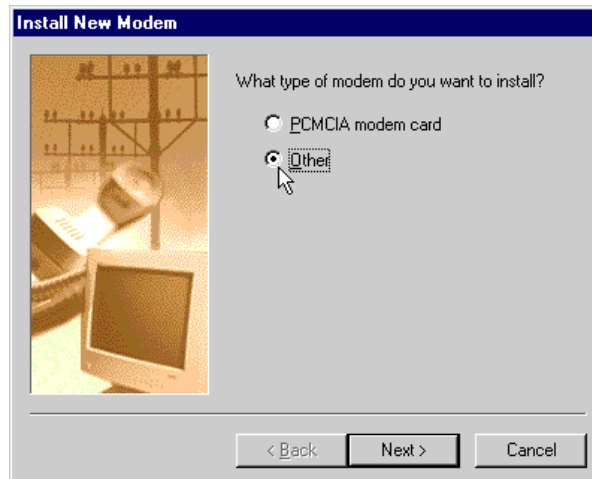 Install New Modem
What type of modem do you want to install?
PCMCIA modem card
Other
< Back
Next >
Cancel